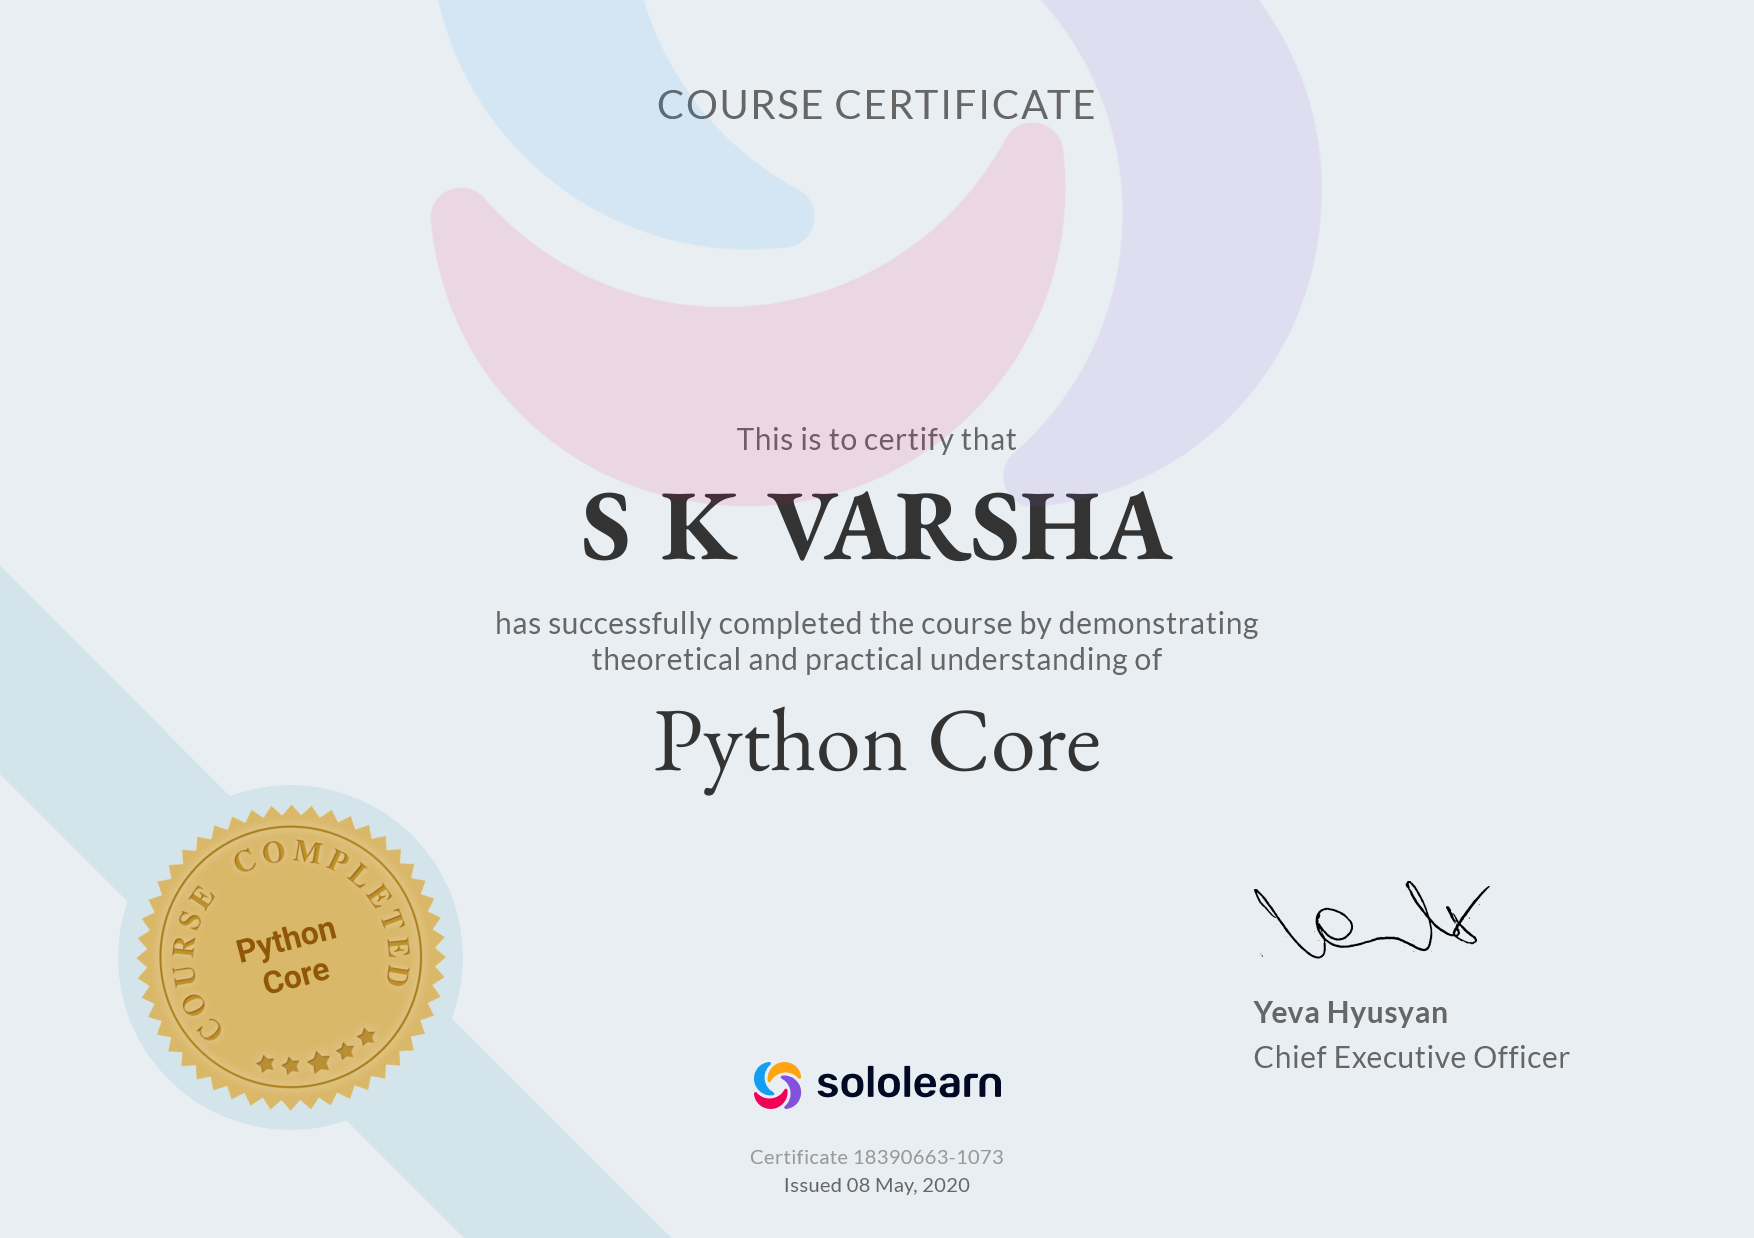 COURSE CERTIFICATE
This is to certify that
S K VARSHA
has successfully completed the course by demonstrating
theoretical and practical understanding of
Python Core
COURSE COMPLETED
Python
Core
Yeva Hyusyan
Chief Executive Officer
sololearn
Certificate 18390663-1073
Issued 08 May, 2020